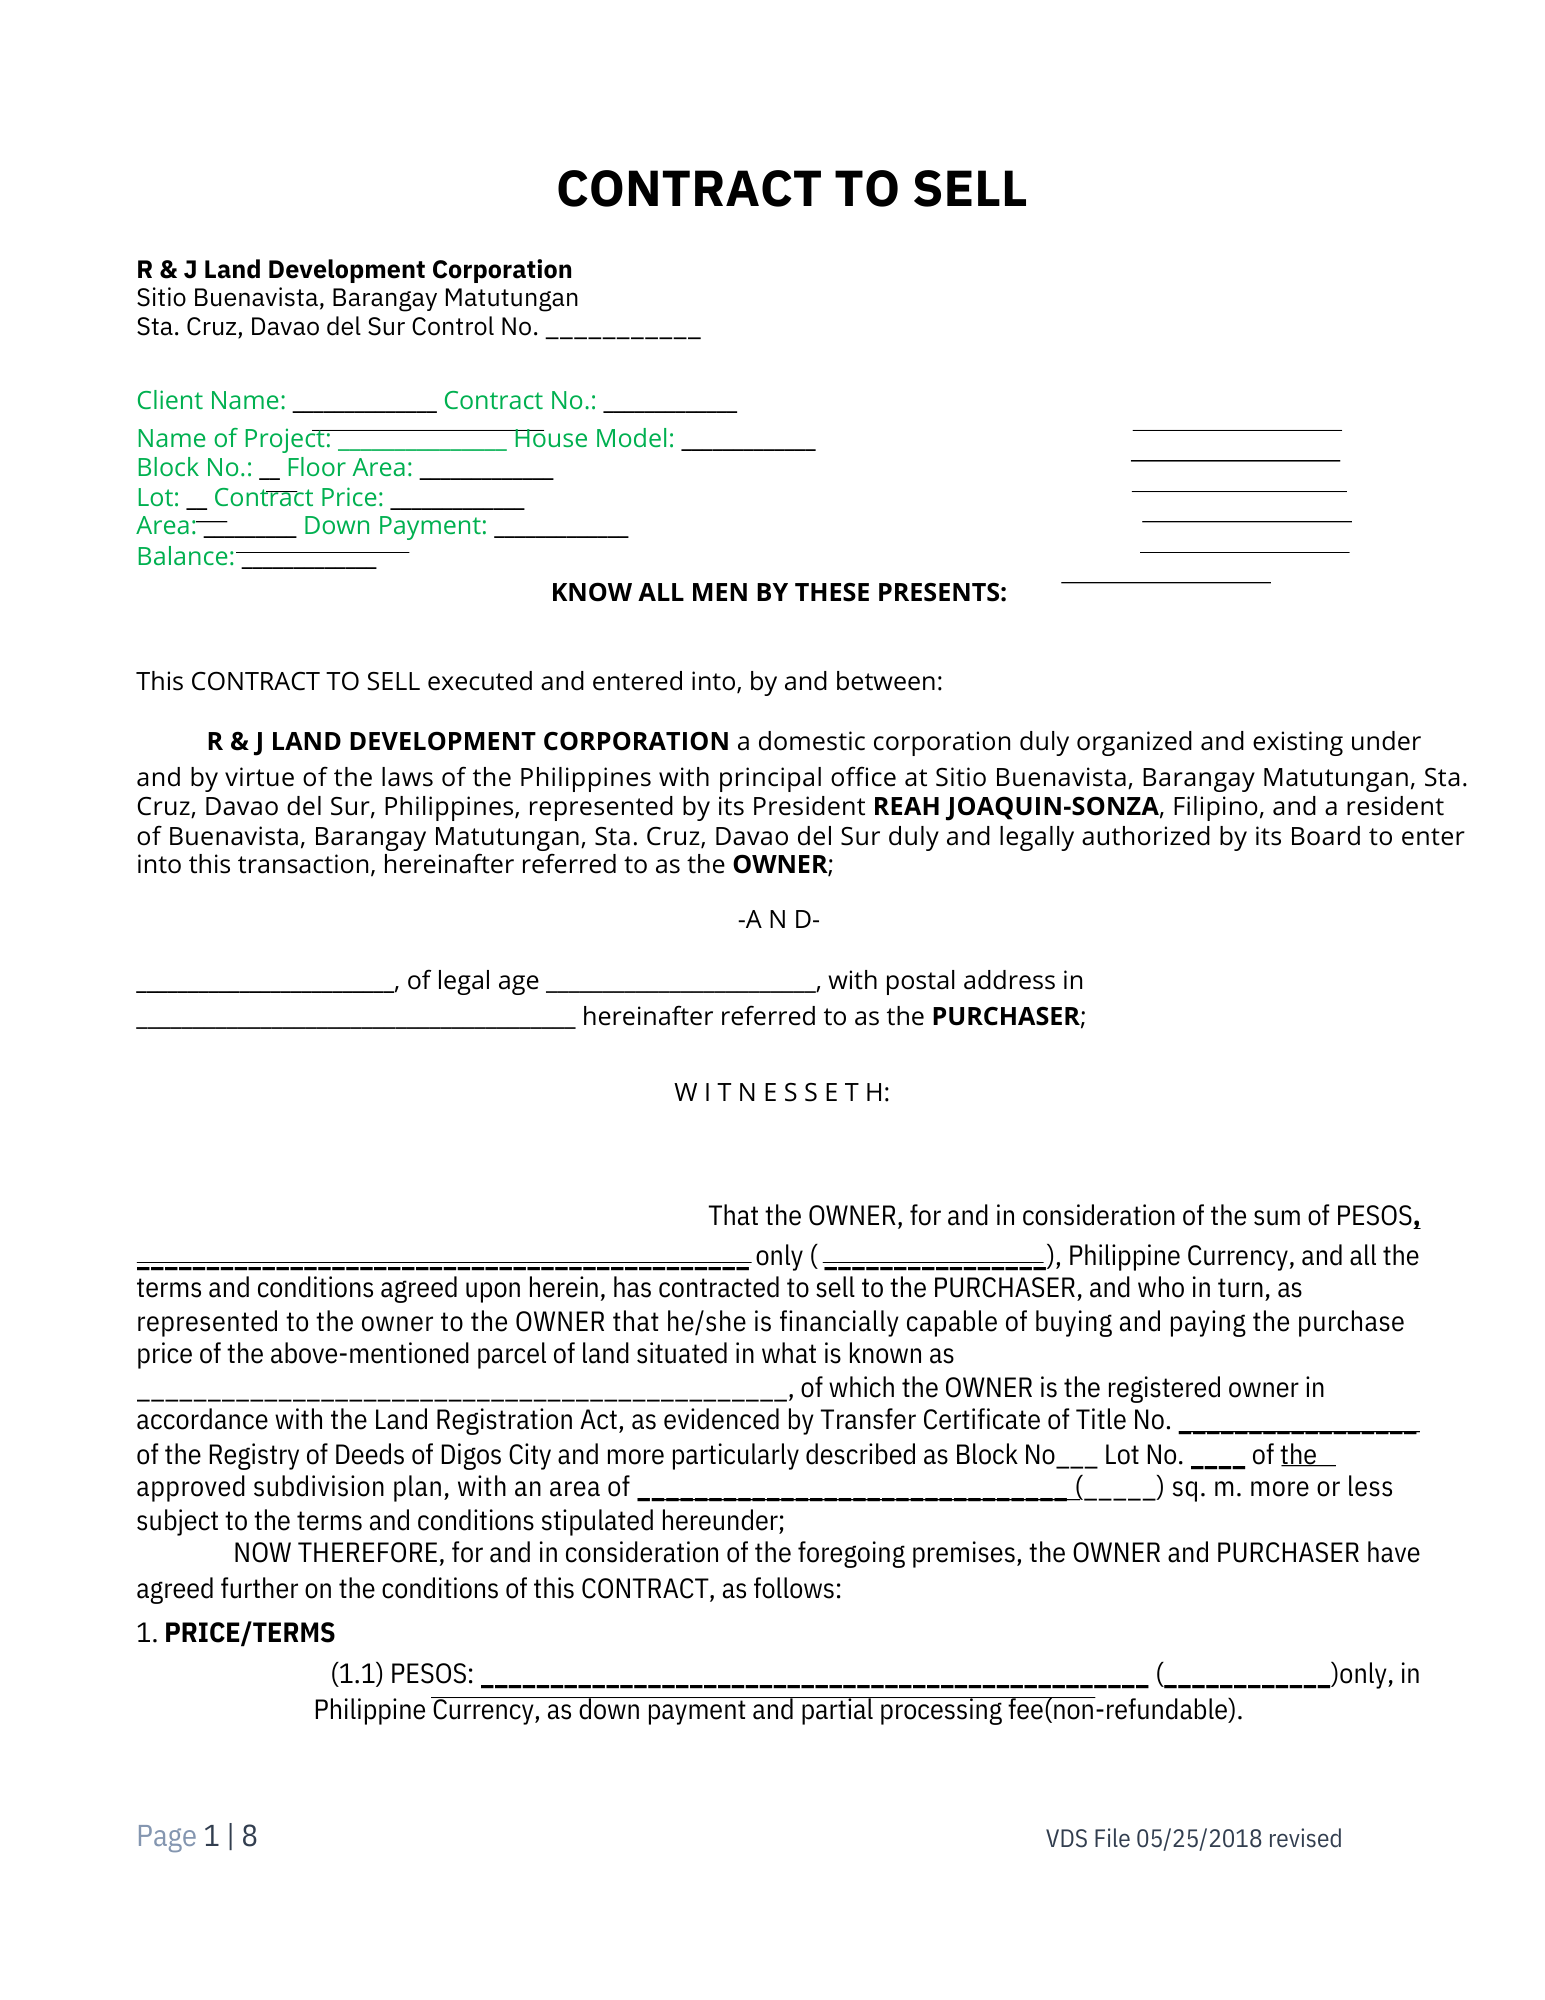 CONTRACT TO SELL
R & J Land Development Corporation
Sitio Buenavista, Barangay Matutungan
Sta. Cruz, Davao del Sur Control No. ___________
Client Name: ______________ Contract No.: _____________
Name of Project: ________________ House Model: _____________
Block No.: __ Floor Area: _____________
Lot: __ Contract Price: _____________
Area: _________ Down Payment: _____________
Balance: _____________
KNOW ALL MEN BY THESE PRESENTS:
This CONTRACT TO SELL executed and entered into, by and between:
R & J LAND DEVELOPMENT CORPORATION a domestic corporation duly organized and existing under
and by virtue of the laws of the Philippines with principal office at Sitio Buenavista, Barangay Matutungan, Sta.
Cruz, Davao del Sur, Philippines, represented by its President REAH JOAQUIN-SONZA, Filipino, and a resident
of Buenavista, Barangay Matutungan, Sta. Cruz, Davao del Sur duly and legally authorized by its Board to enter
into this transaction, hereinafter referred to as the OWNER;
-A N D-
_______________________, of legal age ________________________, with postal address in
_______________________________________ hereinafter referred to as the PURCHASER;
W I T N E S S E T H:
That the OWNER, for and in consideration of the sum of PESOS,
___________________________________________ only ( ________________), Philippine Currency, and all the
terms and conditions agreed upon herein, has contracted to sell to the PURCHASER, and who in turn, as
represented to the owner to the OWNER that he/she is financially capable of buying and paying the purchase
price of the above-mentioned parcel of land situated in what is known as
______________________________________________, of which the OWNER is the registered owner in
accordance with the Land Registration Act, as evidenced by Transfer Certificate of Title No. _________________
of the Registry of Deeds of Digos City and more particularly described as Block No___ Lot No. ____ of the
approved subdivision plan, with an area of ______________________________ (_____) sq. m. more or less
subject to the terms and conditions stipulated hereunder;
NOW THEREFORE, for and in consideration of the foregoing premises, the OWNER and PURCHASER have
agreed further on the conditions of this CONTRACT, as follows:
1. PRICE/TERMS
(1.1) PESOS: _______________________________________________ (____________)only, in
Philippine Currency, as down payment and partial processing fee(non-refundable).
Page 1 | 8
VDS File 05/25/2018 revised